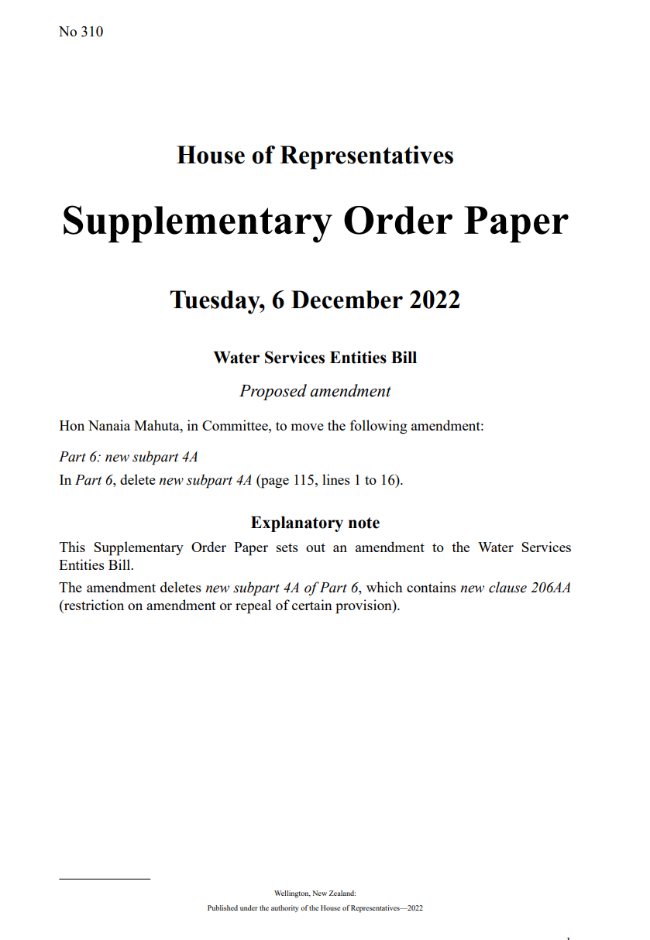 No 310
House of Representatives
Supplementary Order Paper
Tuesday, 6 December 2022
Water Services Entities Bill
Proposed amendment
Hon Nanaia Mahuta, in Committee, to move the following amendment:
Part 6: new subpart 4A
In Part 6, delete new subpart 4A (page 115, lines 1 to 16).
Explanatory note
This Supplementary Order Paper sets out an amendment to the Water Services
Entities Bill.
The amendment deletes new subpart 4A of Part 6, which contains new clause 206AA
(restriction on amendment or repeal of certain provision).
Wellington, New Zealand:
Published under the authority of the House of Representatives—2022